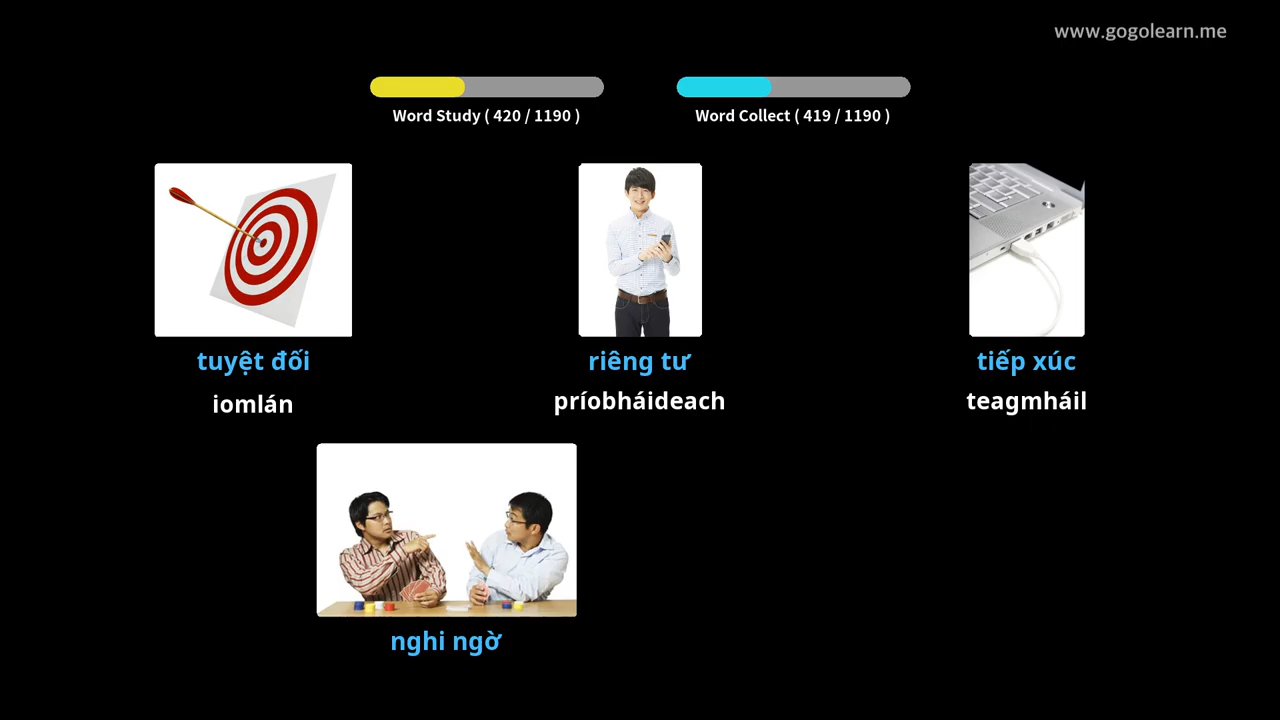 www.gogolearn.me
Word Study ( 420 / 1190 )
Word Collect ( 419 / 1190 )
tuyệt đối
riêng tư
tiếp xúc
iomlán
príobháideach
teagmháil
nghi ngờ